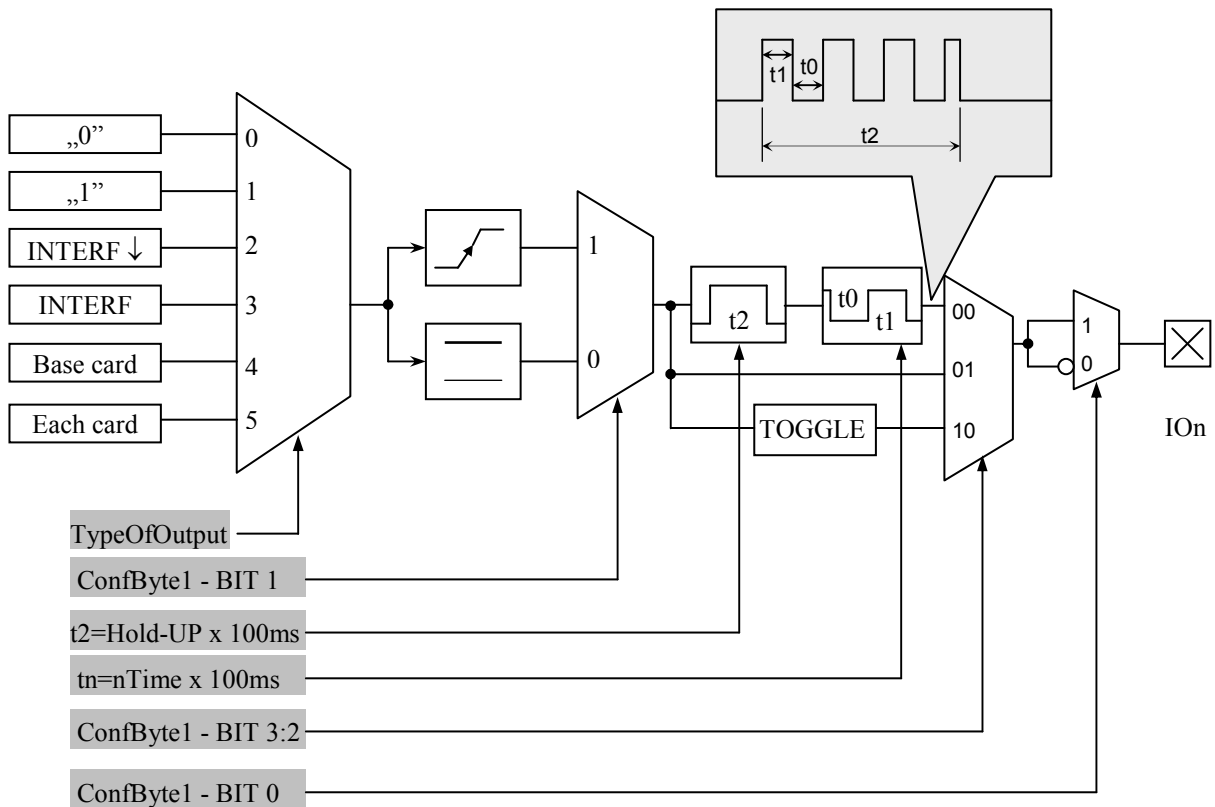 t1
t0
t2
„0”
0
„1”
1
INTERF ↓
2
INTERF
3
Base card
4
Each card
5
1
0
t2
t0
t1
00
01
TOGGLE
10
1
0
IOn
TypeOfOutput
ConfByte1 - BIT 1
t2=Hold-UP x 100ms
tn=nTime x 100ms
ConfByte1 - BIT 3:2
ConfByte1 - BIT 0